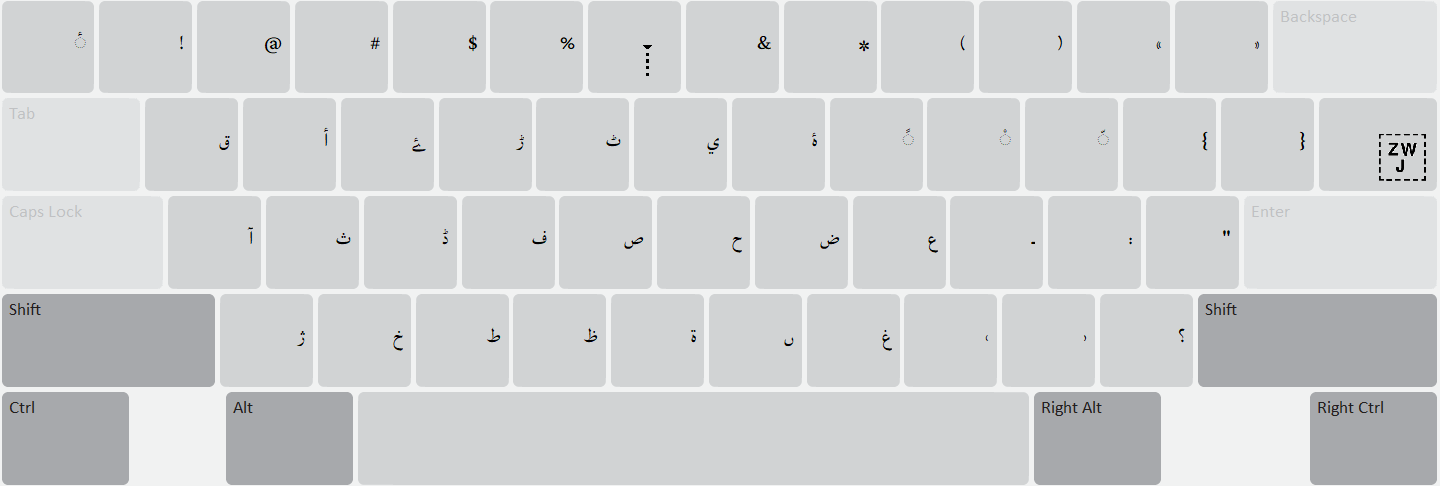 ٔ ! @ # $ % & * ( ) « » Backspace
Tab ق أ ۓ ڑ ٹ ي ۂ ً ْ ّ { } ZWJ
Caps Lock آ ث ڈ ف ص ح ض ع ۔ : " Enter
Shift ژ خ ط ظ ة ں غ ‹ › ؟ Shift
Ctrl Alt Right Alt Right Ctrl